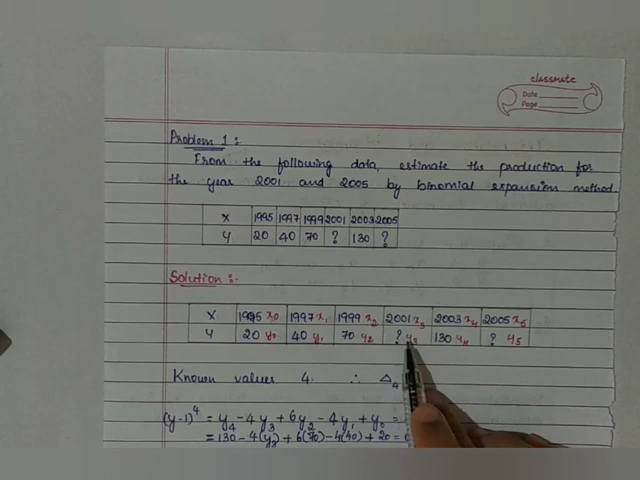 classmate
Date
Page
Problem 1 :
From the following data, estimate the production for
the year 2001 and 2005 by binomial expansion method
X 1995 1997 1999 2001 2003 2005
Y 20 40 70 ? 130 ?
Solution :-
X 1995 x0 1997 x1 1999 x2 2001 x3 2003 x4 2005 x5
Y 20 y0 40 y1 70 y2 ? y3 130 y4 ? y5
Known values 4. ∴ Δ4
(y-1)^4 = y4 - 4y3 + 6y2 - 4y1 + y0 =
= 130 - 4(y3) + 6(70) - 4(40) + 20 = 0